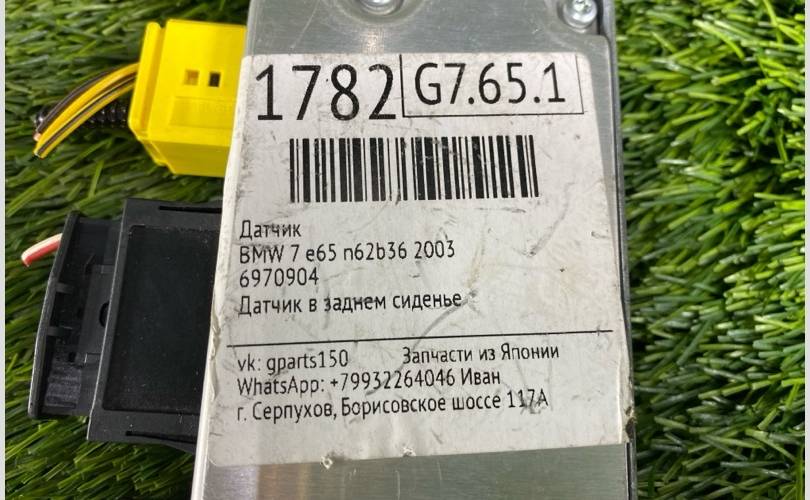 1782 G7.65.1
Датчик
BMW 7 e65 n62b36 2003
6970904
Датчик в заднем сиденье
vk: gparts150 Запчасти из Японии
WhatsApp: +79932264046 Иван
г. Серпухов, Борисовское шоссе 117А